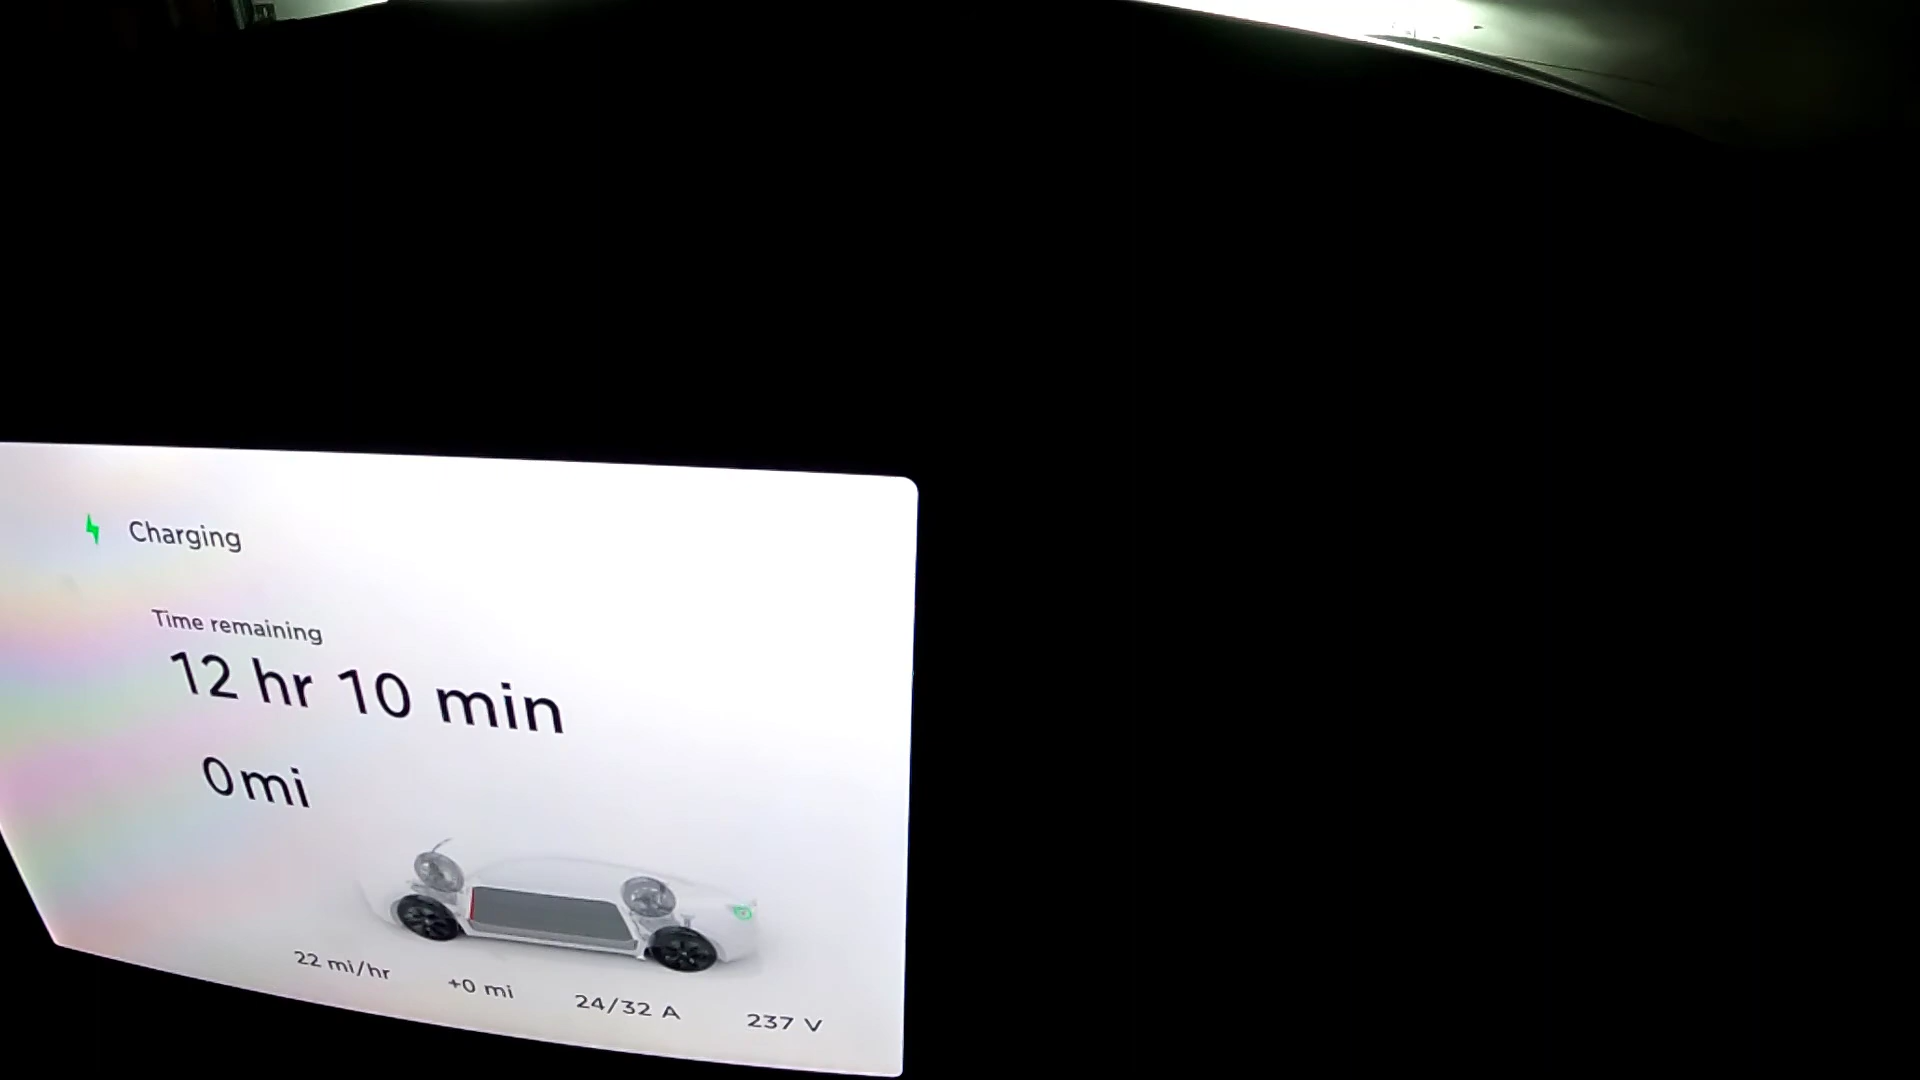 Charging
Time remaining
12 hr 10 min
0 mi
22 mi/hr
+0 mi
24/32 A
237 V